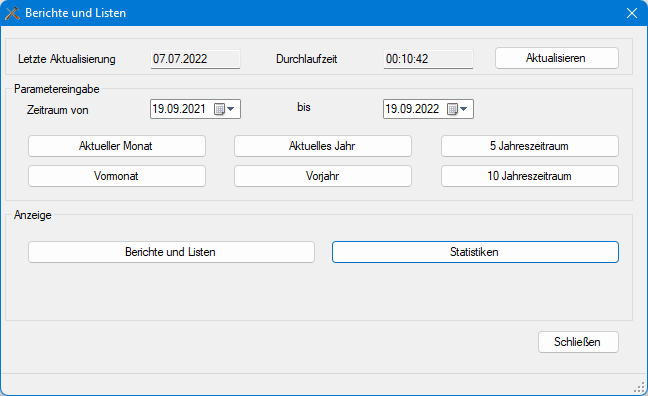 Berichte und Listen
Letzte Aktualisierung 07.07.2022 Durchlaufzeit 00:10:42 Aktualisieren
Parametereingabe
Zeitraum von 19.09.2021 bis 19.09.2022
Aktueller Monat Aktuelles Jahr 5 Jahreszeitraum
Vormonat Vorjahr 10 Jahreszeitraum
Anzeige
Berichte und Listen Statistiken
Schließen